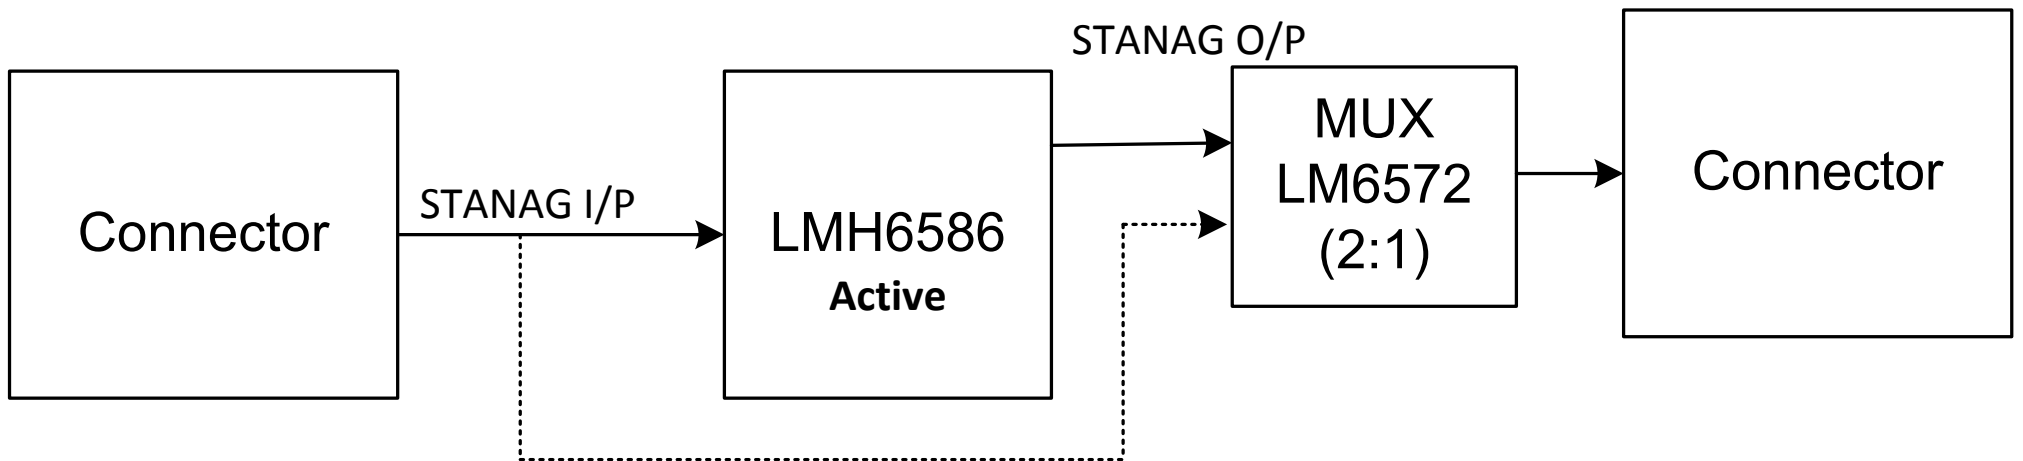 Connector
STANAG I/P
LMH6586
Active
STANAG O/P
MUX
LM6572
(2:1)
Connector